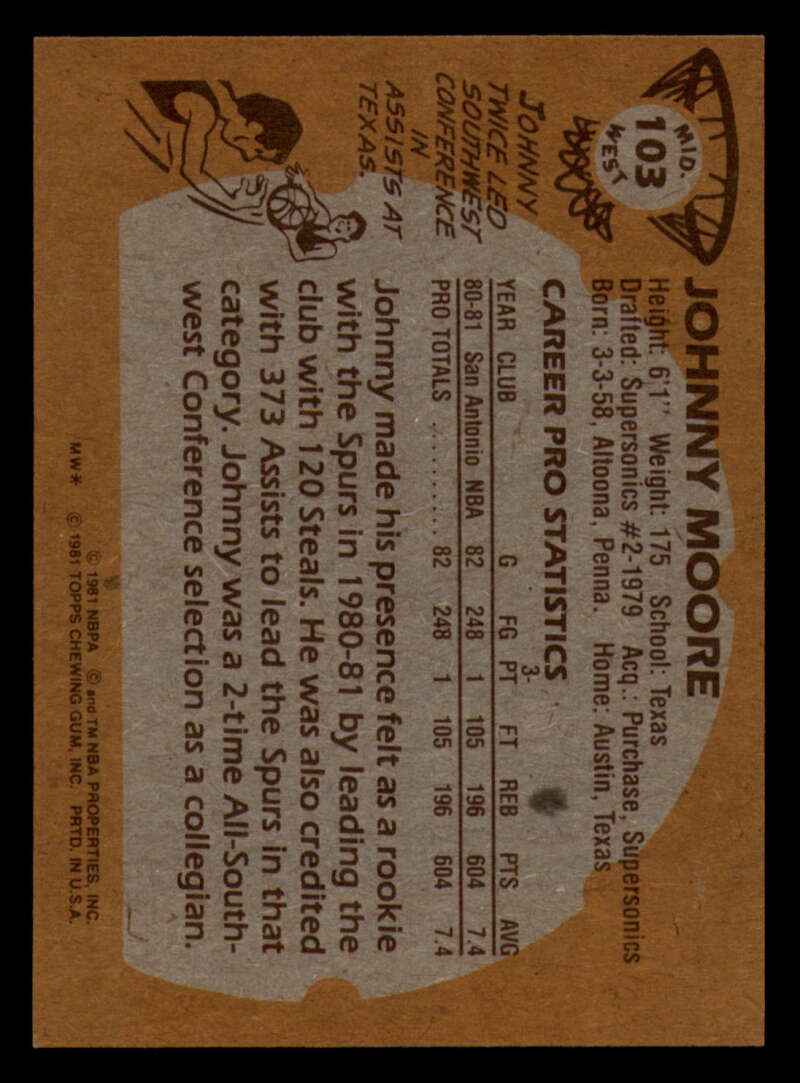 MID.
103
WEST
JOHNNY MOORE
Height: 6'1" Weight: 175 School: Texas
Drafted: Supersonics #2-1979 Acq.: Purchase, Supersonics
Born: 3-3-58, Altoona, Penna. Home: Austin, Texas
JOHNNY
TWICE LED
SOUTHWEST
CONFERENCE
IN
ASSISTS AT
TEXAS.
CAREER PRO STATISTICS
3-
YEAR CLUB G FG PT FT REB PTS AVG
80-81 San Antonio NBA 82 248 1 105 196 604 7.4
PRO TOTALS .......... 82 248 1 105 196 604 7.4
Johnny made his presence felt as a rookie
with the Spurs in 1980-81 by leading the
club with 120 Steals. He was also credited
with 373 Assists to lead the Spurs in that
category. Johnny was a 2-time All-South-
west Conference selection as a collegian.
© 1981 NBPA © and TM NBA PROPERTIES, INC.
MW* © 1981 TOPPS CHEWING GUM, INC. PRTD. IN U.S.A.